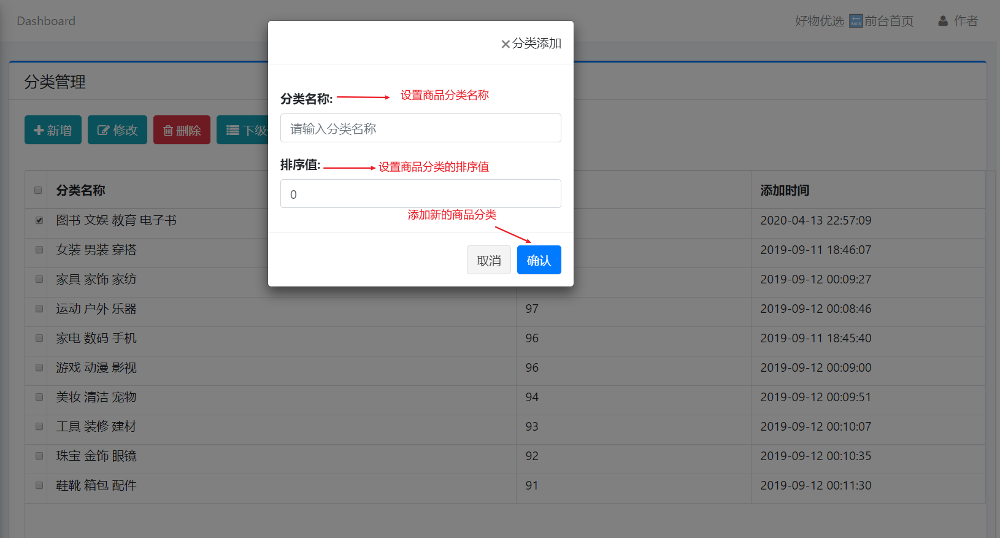 Dashboard
好物优选 BACK 前台首页 作者
×分类添加
分类管理
分类名称: 设置商品分类名称
新增 修改 删除 下级
请输入分类名称
排序值: 设置商品分类的排序值
0
添加新的商品分类
取消 确认
分类名称 添加时间
图书 文娱 教育 电子书 2020-04-13 22:57:09
女装 男装 穿搭 2019-09-11 18:46:07
家具 家饰 家纺 2019-09-12 00:09:27
运动 户外 乐器 97 2019-09-12 00:08:46
家电 数码 手机 96 2019-09-11 18:45:40
游戏 动漫 影视 96 2019-09-12 00:09:00
美妆 清洁 宠物 94 2019-09-12 00:09:51
工具 装修 建材 93 2019-09-12 00:10:07
珠宝 金饰 眼镜 92 2019-09-12 00:10:35
鞋靴 箱包 配件 91 2019-09-12 00:11:30